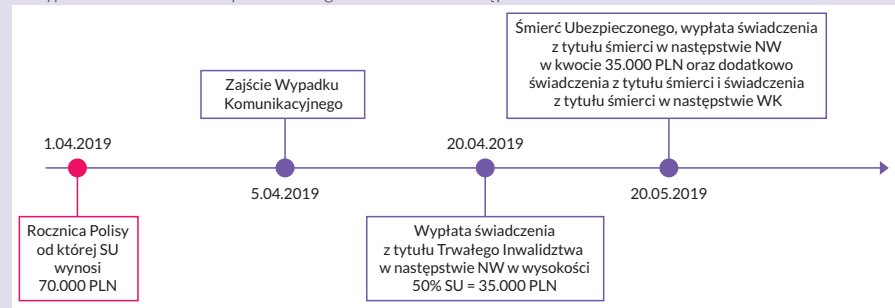 Śmierć Ubezpieczonego, wypłata świadczenia
z tytułu śmierci w następstwie NW
w kwocie 35.000 PLN oraz dodatkowo
świadczenia z tytułu śmierci i świadczenia
z tytułu śmierci w następstwie WK
Zajście Wypadku
Komunikacyjnego
1.04.2019
20.04.2019
5.04.2019
20.05.2019
Rocznica Polisy
od której SU
wynosi
70.000 PLN
Wypłata świadczenia
z tytułu Trwałego Inwalidztwa
w następstwie NW w wysokości
50% SU = 35.000 PLN